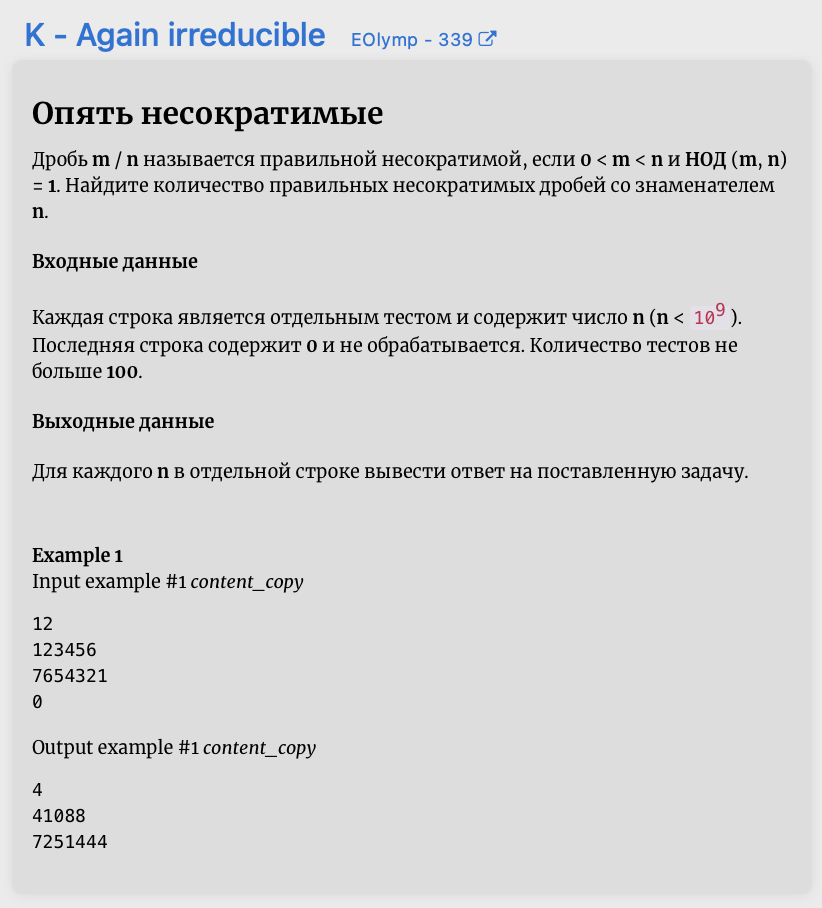 K - Again irreducible EOlymp - 339
Опять несократимые
Дробь m / n называется правильной несократимой, если 0 < m < n и НОД (m, n)
= 1. Найдите количество правильных несократимых дробей со знаменателем
n.
Входные данные
Каждая строка является отдельным тестом и содержит число n (n < 10^9 ).
Последняя строка содержит 0 и не обрабатывается. Количество тестов не
больше 100.
Выходные данные
Для каждого n в отдельной строке вывести ответ на поставленную задачу.
Example 1
Input example #1 content_copy
12
123456
7654321
0
Output example #1 content_copy
4
41088
7251444